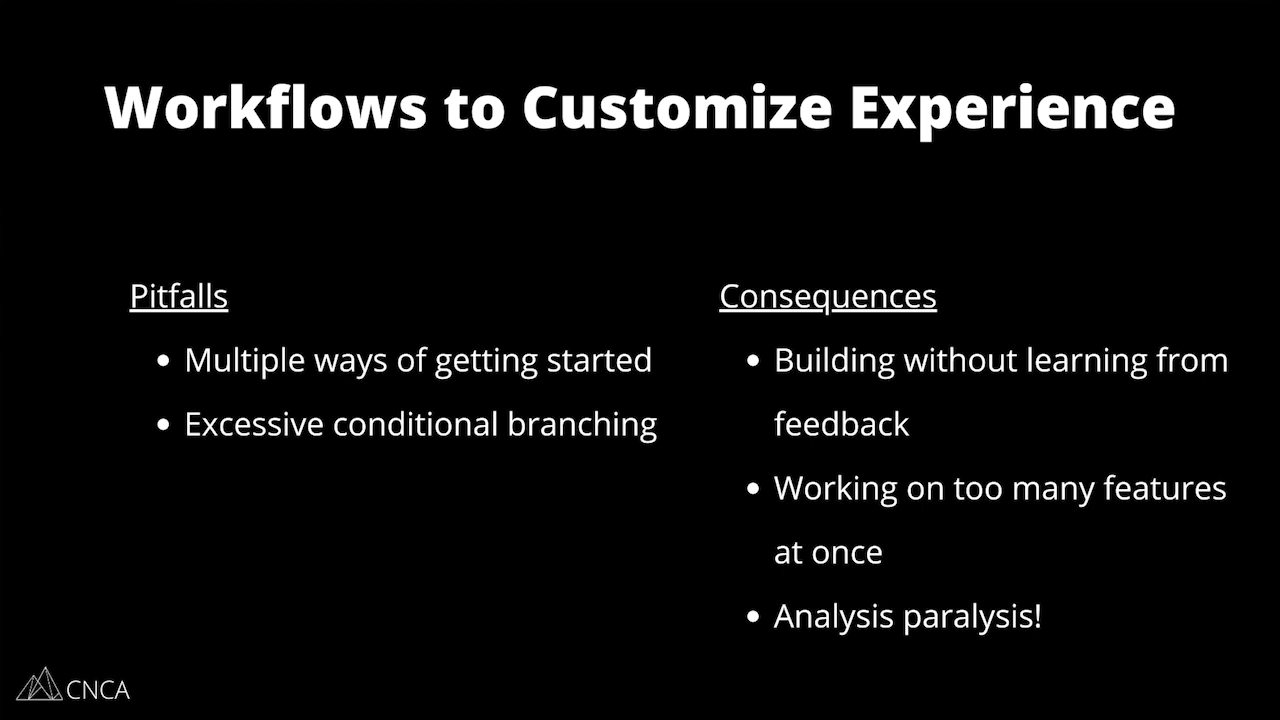 Workflows to Customize Experience
Pitfalls
• Multiple ways of getting started
• Excessive conditional branching
Consequences
• Building without learning from
feedback
• Working on too many features
at once
• Analysis paralysis!
CNCA